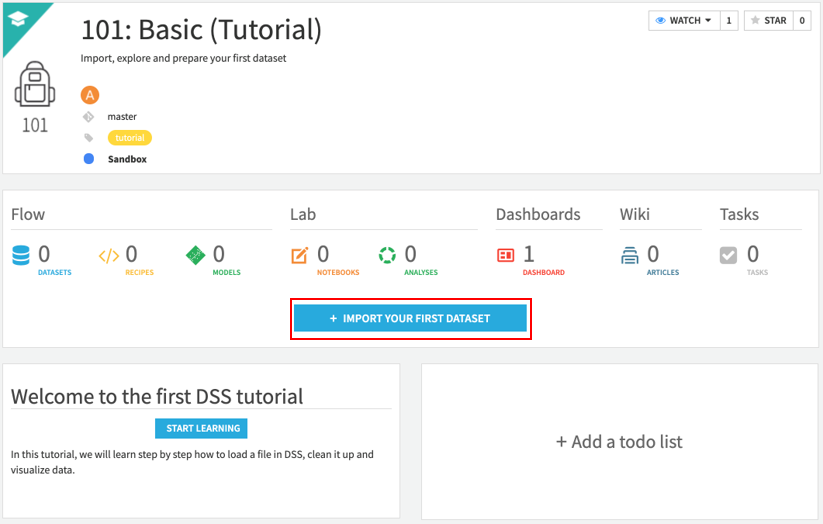 101: Basic (Tutorial)
WATCH 1
STAR 0
Import, explore and prepare your first dataset
101
A
master
tutorial
Sandbox
Flow
0 DATASETS
0 RECIPES
0 MODELS
Lab
0 NOTEBOOKS
0 ANALYSES
Dashboards
1 DASHBOARD
Wiki
0 ARTICLES
Tasks
0 TASKS
+ IMPORT YOUR FIRST DATASET
Welcome to the first DSS tutorial
START LEARNING
In this tutorial, we will learn step by step how to load a file in DSS, clean it up and
visualize data.
+ Add a todo list